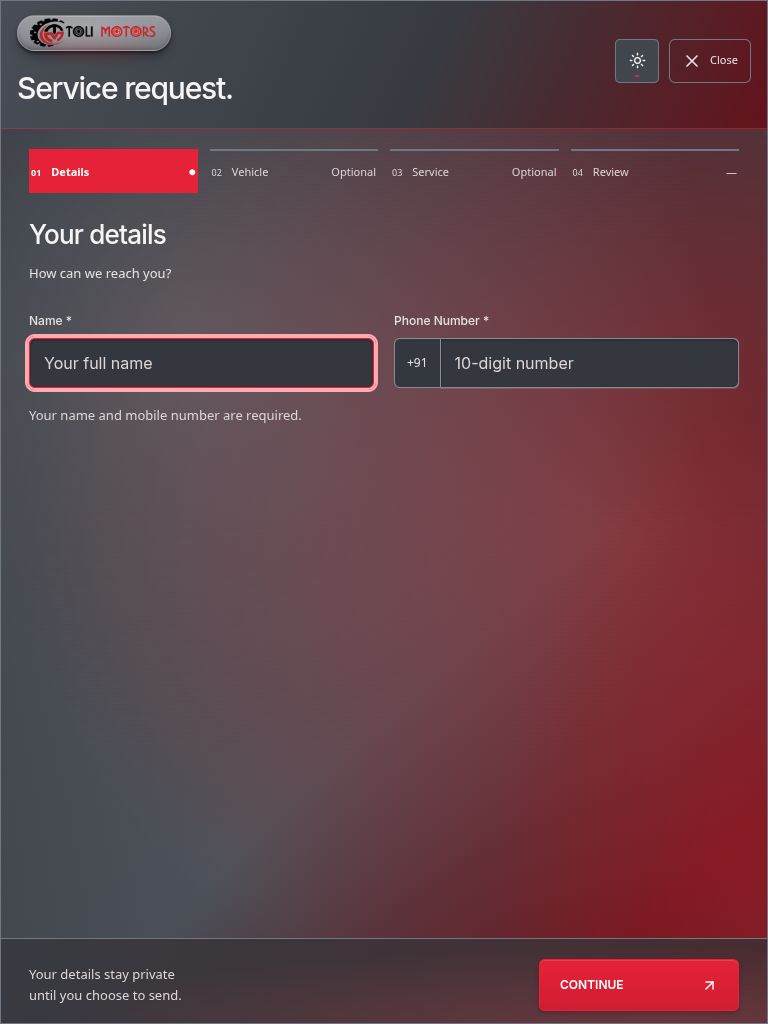 TOLI MOTORS
Service request.
Close
01 Details
02 Vehicle Optional
03 Service Optional
04 Review —
Your details
How can we reach you?
Name *
Phone Number *
Your full name
+91 10-digit number
Your name and mobile number are required.
Your details stay private
until you choose to send.
CONTINUE